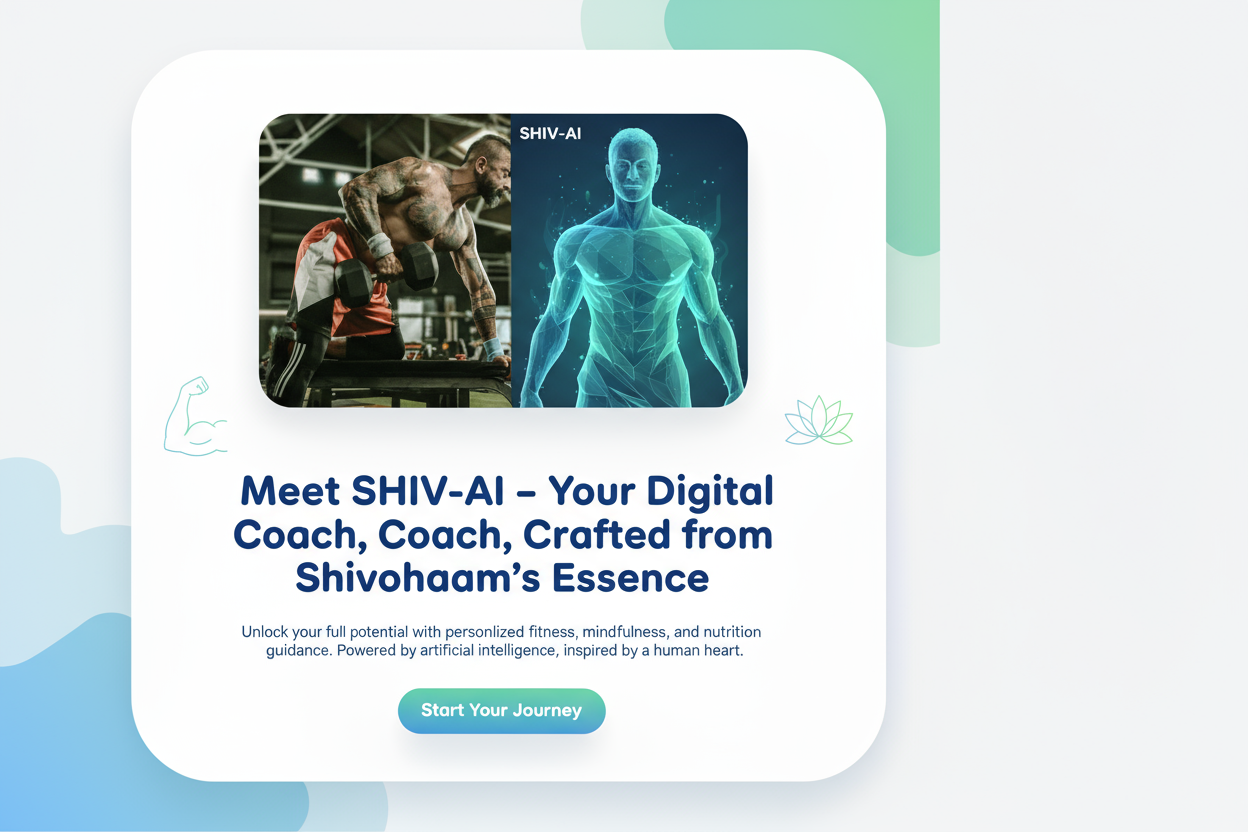 SHIV-AI
Meet SHIV-AI – Your Digital
Coach, Coach, Crafted from
Shivohaam’s Essence
Unlock your full potential with personlized fitness, mindfulness, and nutrition
guidance. Powered by artificial intelligence, inspired by a human heart.
Start Your Journey